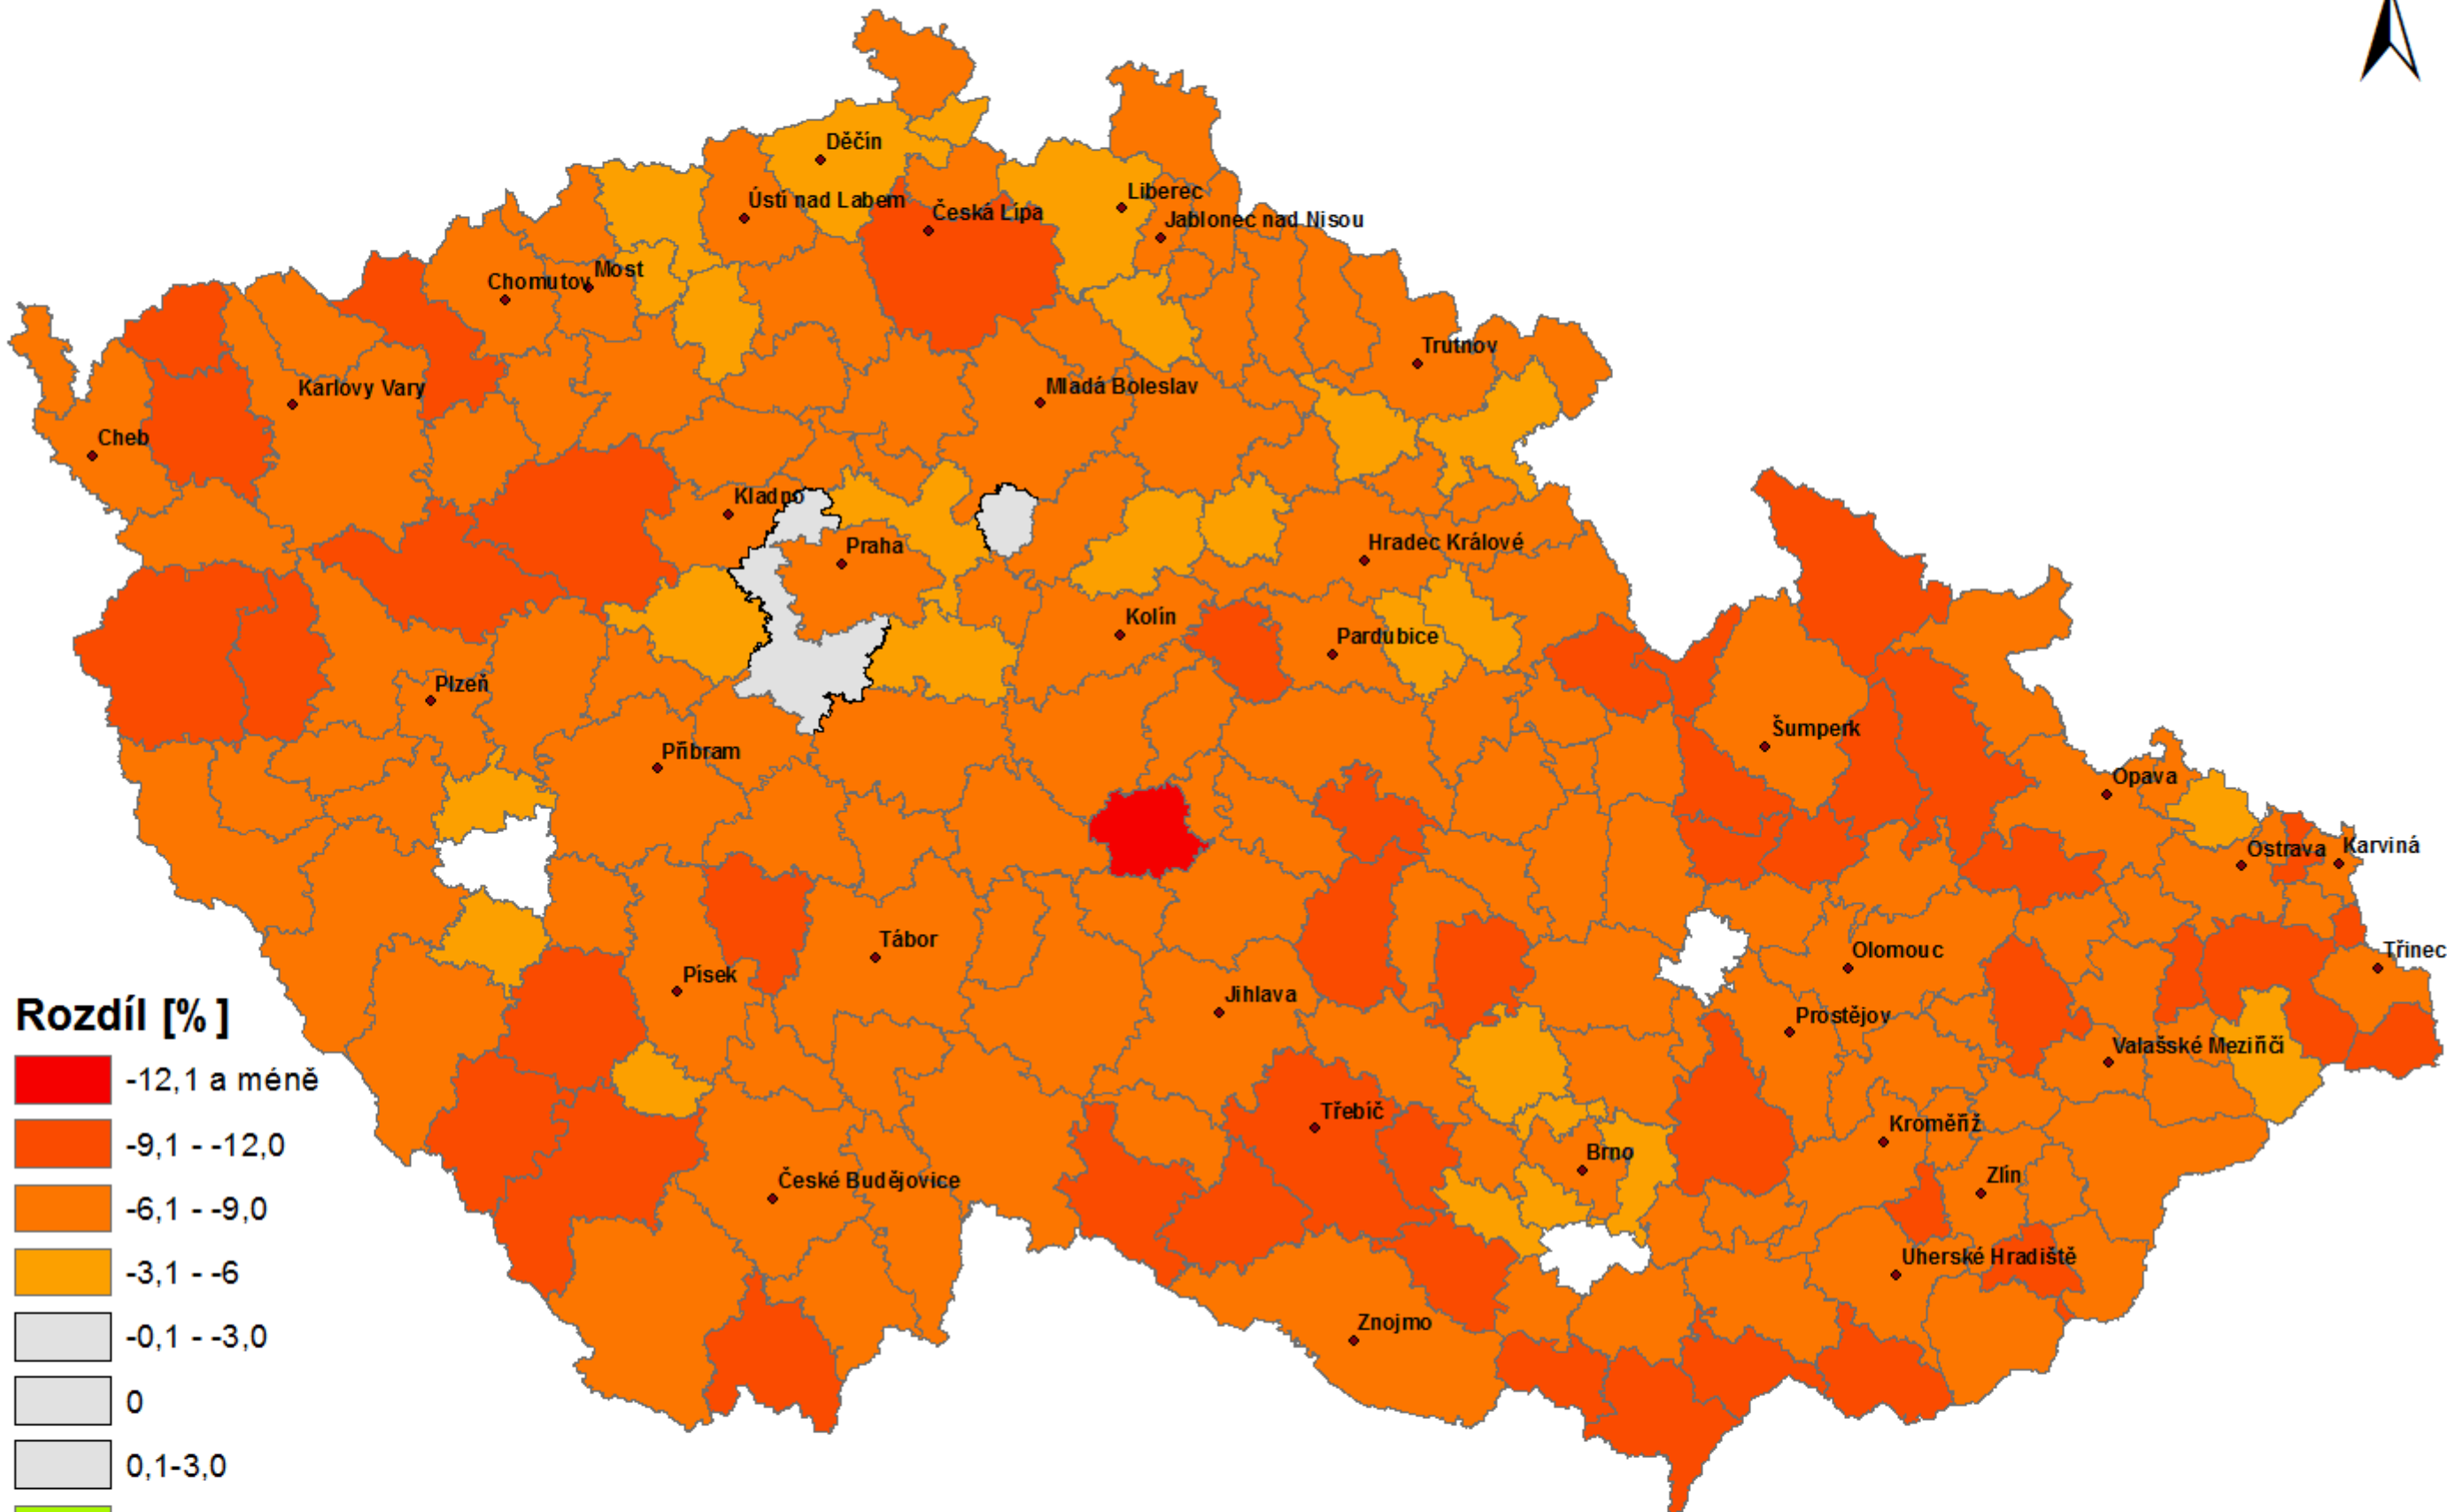 Děčín
Ústí nad Labem
Česká Lípa
Liberec
Jablonec nad Nisou
Chomutov
Most
Trutnov
Karlovy Vary
Mladá Boleslav
Cheb
Kladno
Praha
Hradec Králové
Kolín
Pardubice
Plzeň
Šumperk
Příbram
Opava
Ostrava
Karviná
Tábor
Olomouc
Třinec
Písek
Jihlava
Prostějov
Valašské Meziříčí
Třebíč
Kroměříž
Brno
Zlín
České Budějovice
Uherské Hradiště
Znojmo
Rozdíl [% ]
-12,1 a méně
-9,1 - -12,0
-6,1 - -9,0
-3,1 - -6
-0,1 - -3,0
0
0,1-3,0